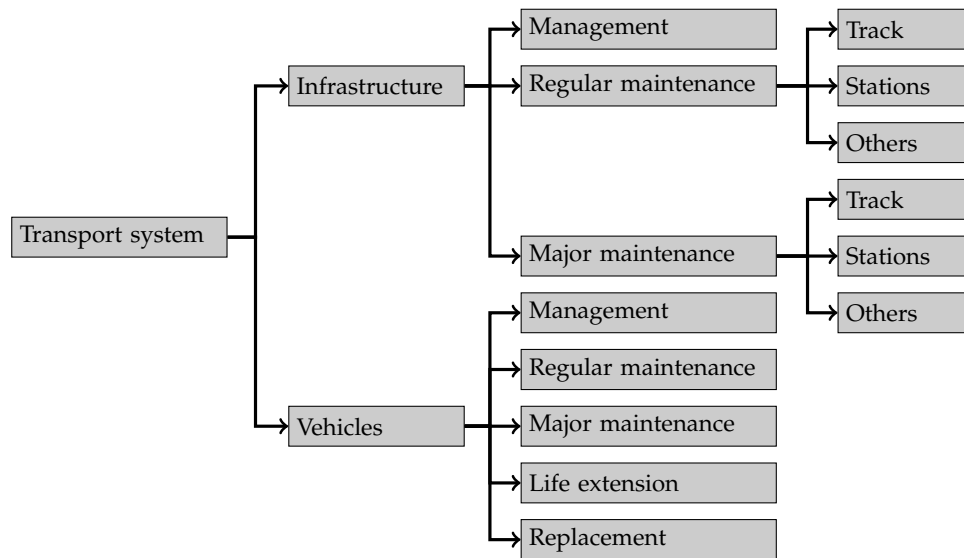 Transport system
Infrastructure
Management
Regular maintenance
Track
Stations
Others
Major maintenance
Track
Stations
Others
Vehicles
Management
Regular maintenance
Major maintenance
Life extension
Replacement